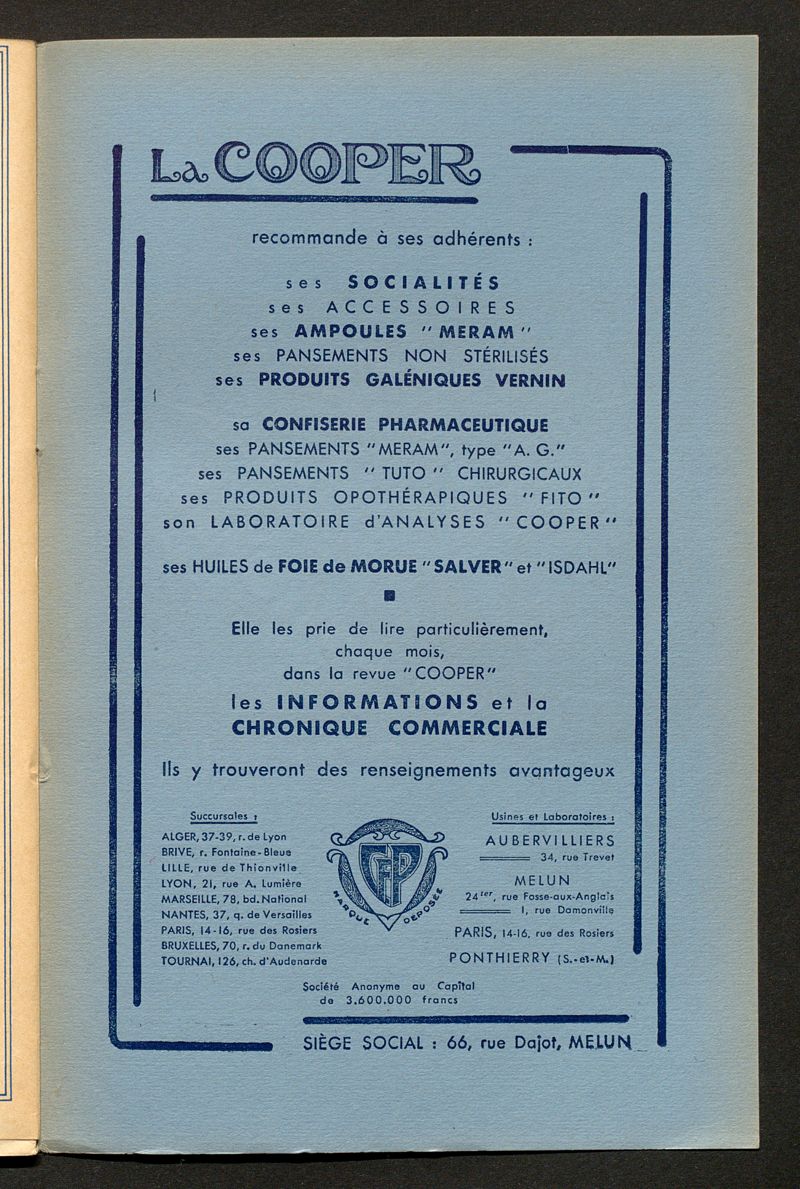 La COOPER
recommande à ses adhérents :
ses SOCIALITÉS
ses ACCESSOIRES
ses AMPOULES "MERAM"
ses PANSEMENTS NON STÉRILISÉS
ses PRODUITS GALÉNIQUES VERNIN
sa CONFISERIE PHARMACEUTIQUE
ses PANSEMENTS "MERAM", type "A. G."
ses PANSEMENTS "TUTO" CHIRURGICAUX
ses PRODUITS OPOTHÉRAPIQUES "FITO"
son LABORATOIRE d'ANALYSES "COOPER"
ses HUILES de FOIE de MORUE "SALVER" et "ISDAHL"
Elle les prie de lire particulièrement,
chaque mois,
dans la revue "COOPER"
les INFORMATIONS et la
CHRONIQUE COMMERCIALE
Ils y trouveront des renseignements avantageux
Succursales :
ALGER, 37-39, r. de Lyon
BRIVE, r. Fontaine-Bleue
LILLE, rue de Thionville
LYON, 21, rue A. Lumière
MARSEILLE, 78, bd. National
NANTES, 37, q. de Versailles
PARIS, 14-16, rue des Rosiers
BRUXELLES, 70, r. du Danemark
TOURNAI, 126, ch. d'Audenarde
CFP
MARQUE DÉPOSÉE
Usines et Laboratoires :
AUBERVILLIERS
34, rue Trevet
MELUN
24ter, rue Fosse-aux-Anglais
1, rue Damonville
PARIS, 14-16, rue des Rosiers
PONTHIERRY (S.-et-M.)
Société Anonyme au Capital
de 3.600.000 francs
SIÈGE SOCIAL : 66, rue Dajot, MELUN